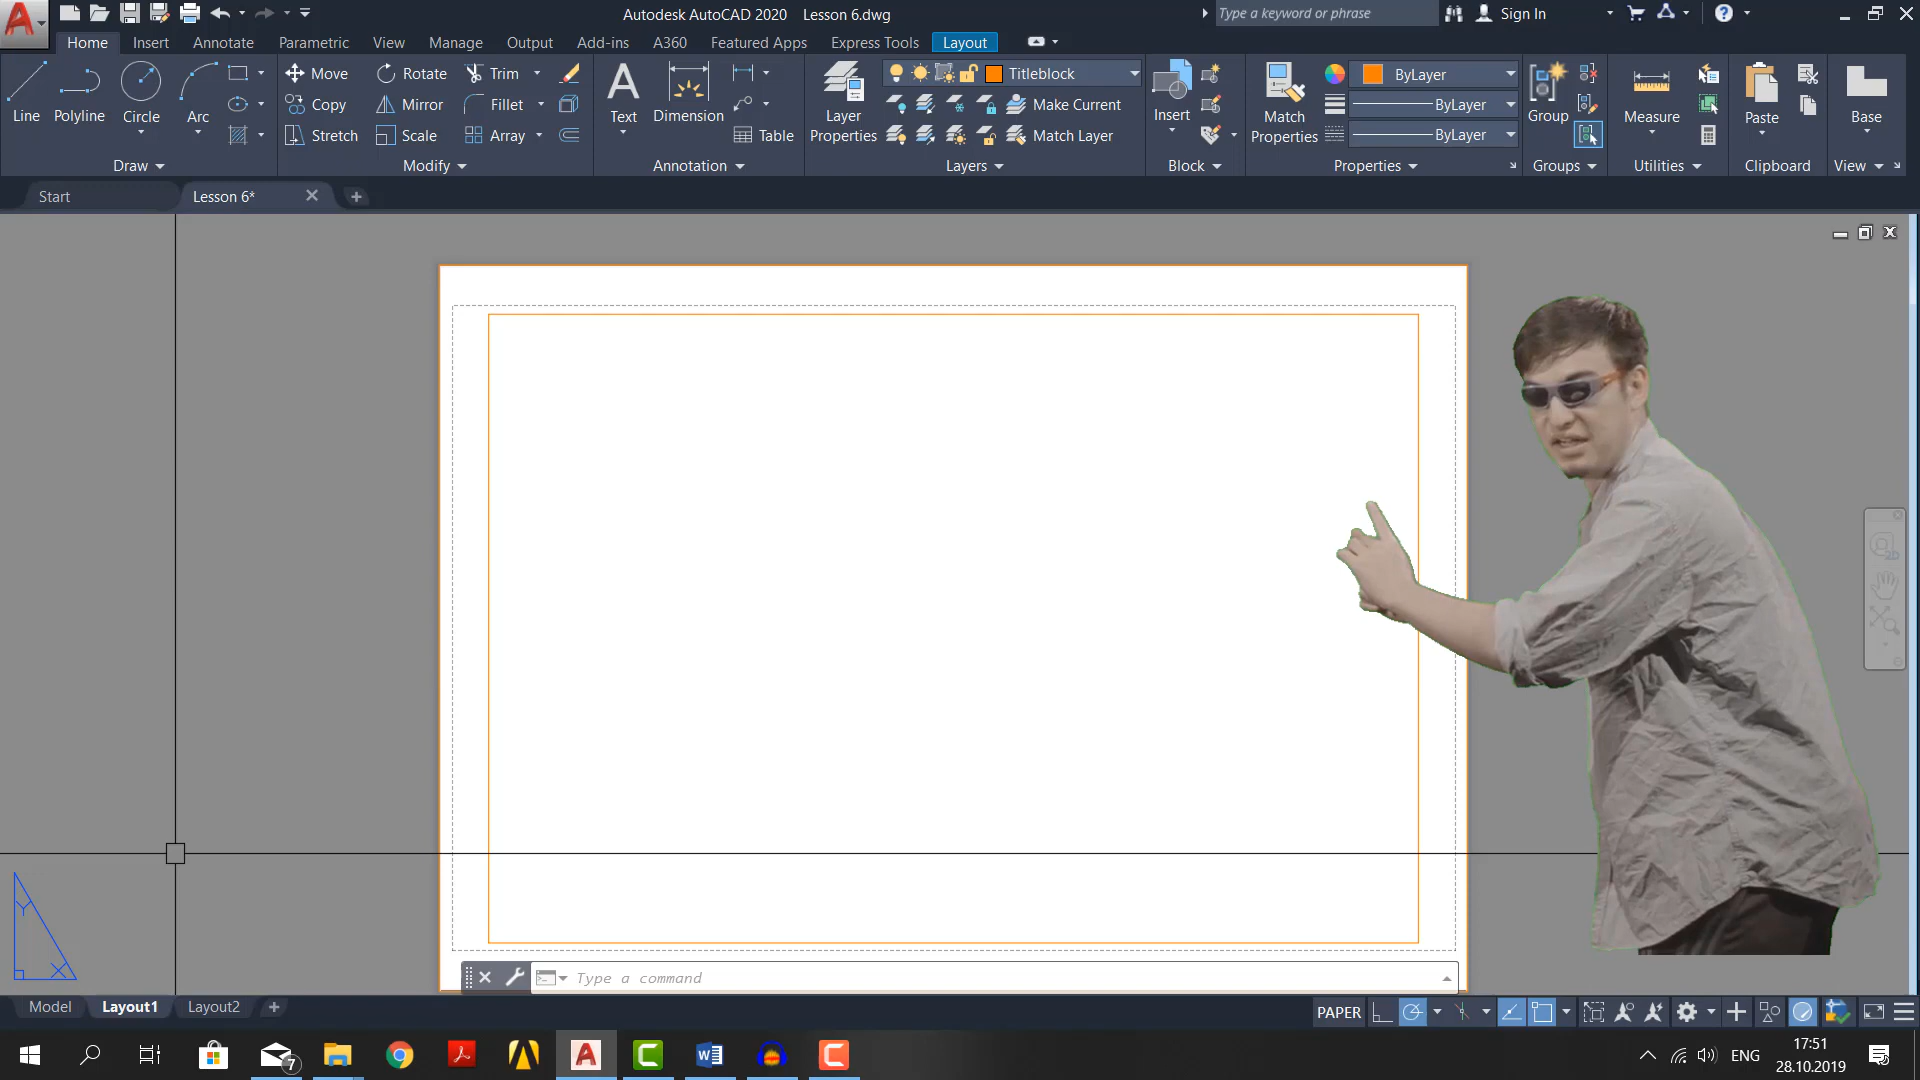 Autodesk AutoCAD 2020 Lesson 6.dwg
Type a keyword or phrase
Sign In
Home Insert Annotate Parametric View Manage Output Add-ins A360 Featured Apps Express Tools Layout
Line Polyline Circle Arc
Move Rotate Trim
Copy Mirror Fillet
Stretch Scale Array
Text Dimension
Table
Layer
Properties
Titleblock
Make Current
Match Layer
Insert
Match
Properties
ByLayer
ByLayer
ByLayer
Group
Measure
Paste
Base
Draw Modify Annotation Layers Block Properties Groups Utilities Clipboard View
Start Lesson 6*
2D
Y
X
Type a command
Model Layout1 Layout2
PAPER
7
ENG
17:51
28.10.2019